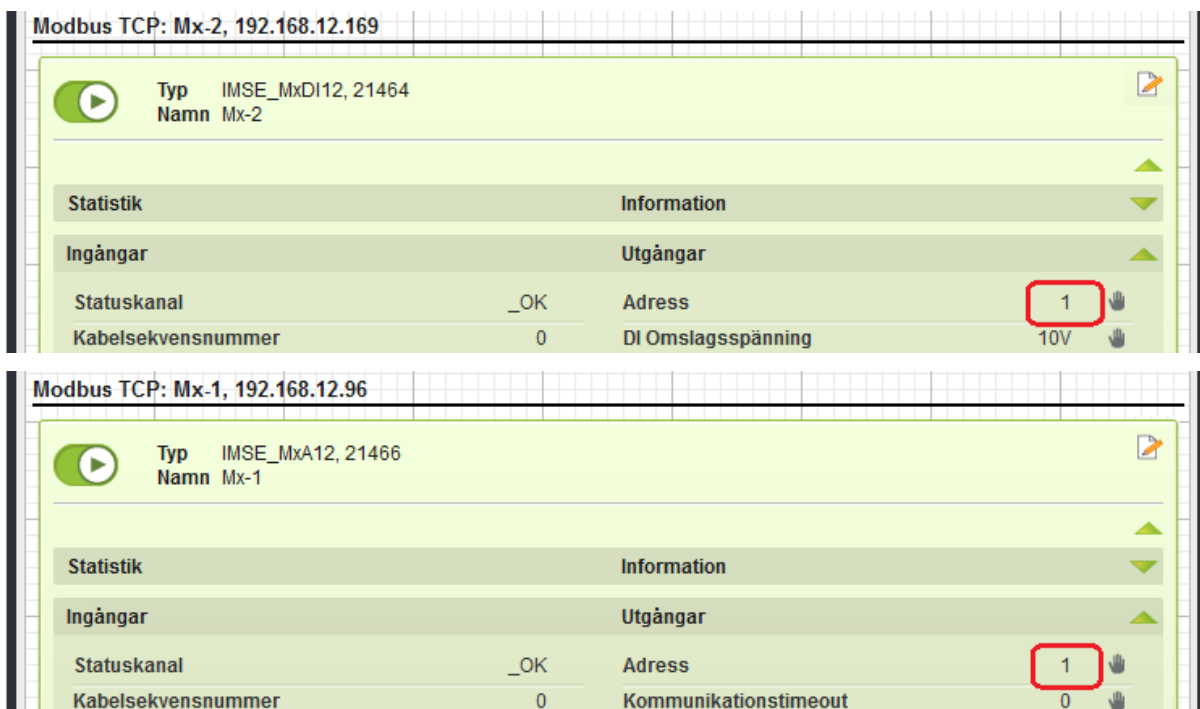 Modbus TCP: Mx-2, 192.168.12.169
Typ IMSE_MxDI12, 21464
Namn Mx-2
Statistik Information
Ingångar Utgångar
Statuskanal _OK Adress 1
Kabelsekvensnummer 0 DI Omslagsspänning 10V
Modbus TCP: Mx-1, 192.168.12.96
Typ IMSE_MxA12, 21466
Namn Mx-1
Statistik Information
Ingångar Utgångar
Statuskanal _OK Adress 1
Kabelsekvensnummer 0 Kommunikationstimeout 0